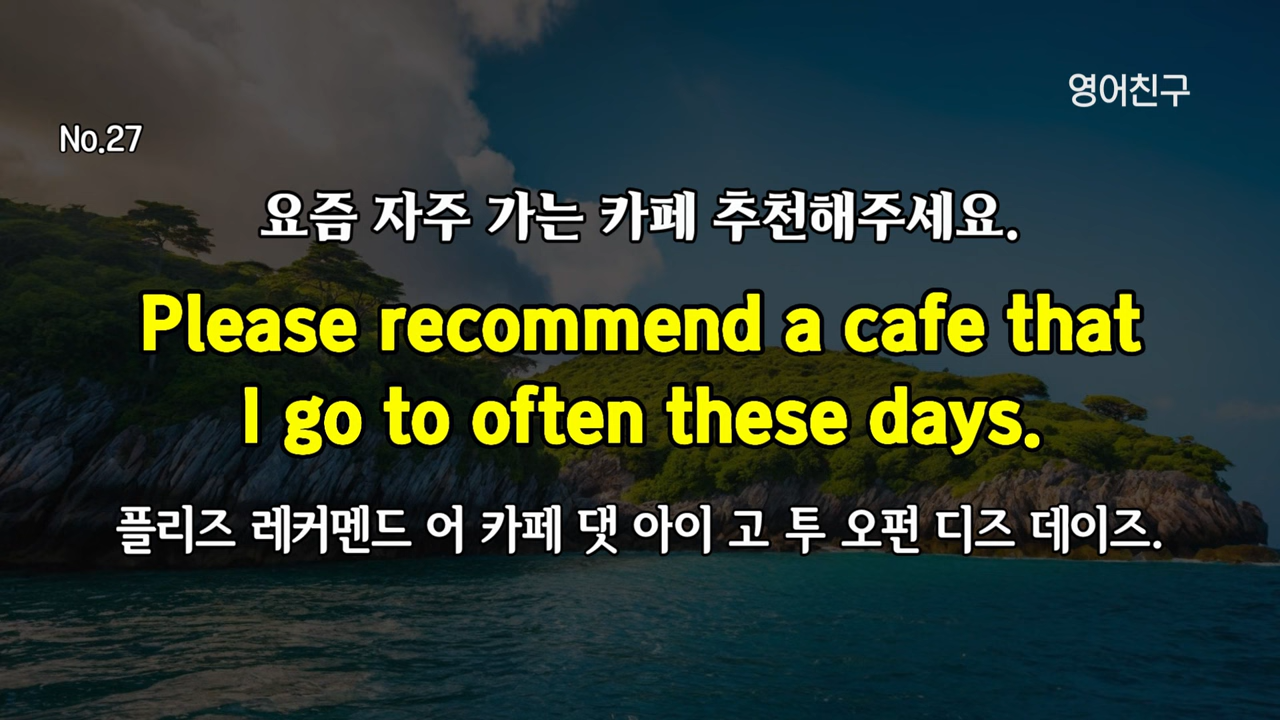 영어친구
No.27
요즘 자주 가는 카페 추천해주세요.
Please recommend a cafe that
I go to often these days.
플리즈 레커멘드 어 카페 댓 아이 고 투 오펀 디즈 데이즈.